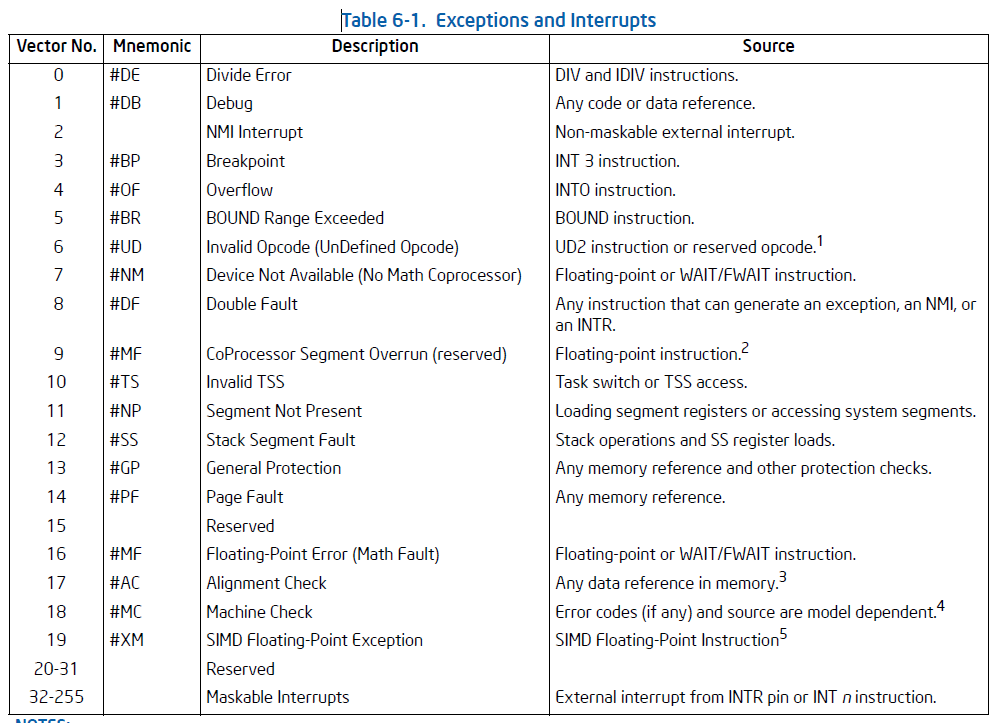 Table 6-1. Exceptions and Interrupts
Vector No. Mnemonic Description Source
0 #DE Divide Error DIV and IDIV instructions.
1 #DB Debug Any code or data reference.
2 NMI Interrupt Non-maskable external interrupt.
3 #BP Breakpoint INT 3 instruction.
4 #OF Overflow INTO instruction.
5 #BR BOUND Range Exceeded BOUND instruction.
6 #UD Invalid Opcode (UnDefined Opcode) UD2 instruction or reserved opcode.1
7 #NM Device Not Available (No Math Coprocessor) Floating-point or WAIT/FWAIT instruction.
8 #DF Double Fault Any instruction that can generate an exception, an NMI, or
an INTR.
9 #MF CoProcessor Segment Overrun (reserved) Floating-point instruction.2
10 #TS Invalid TSS Task switch or TSS access.
11 #NP Segment Not Present Loading segment registers or accessing system segments.
12 #SS Stack Segment Fault Stack operations and SS register loads.
13 #GP General Protection Any memory reference and other protection checks.
14 #PF Page Fault Any memory reference.
15 Reserved
16 #MF Floating-Point Error (Math Fault) Floating-point or WAIT/FWAIT instruction.
17 #AC Alignment Check Any data reference in memory.3
18 #MC Machine Check Error codes (if any) and source are model dependent.4
19 #XM SIMD Floating-Point Exception SIMD Floating-Point Instruction5
20-31 Reserved
32-255 Maskable Interrupts External interrupt from INTR pin or INT n instruction.
NOTES: